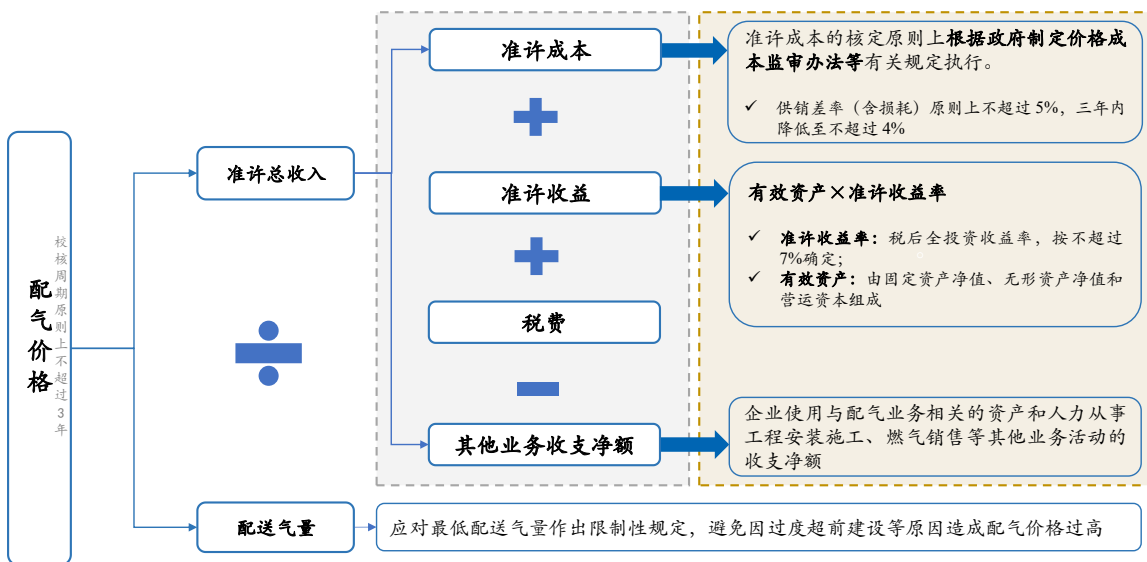 配气价格
校核周期原则上不超过3年
准许总收入
配送气量
准许成本
准许收益
税费
其他业务收支净额
准许成本的核定原则上根据政府制定价格成
本监审办法等有关规定执行。
✓ 供销差率（含损耗）原则上不超过5%，三年内
降低至不超过4%
有效资产×准许收益率
✓ 准许收益率：税后全投资收益率，按不超过
7%确定；
✓ 有效资产：由固定资产净值、无形资产净值和
营运资本组成
企业使用与配气业务相关的资产和人力从事
工程安装施工、燃气销售等其他业务活动的
收支净额
应对最低配送气量作出限制性规定，避免因过度超前建设等原因造成配气价格过高